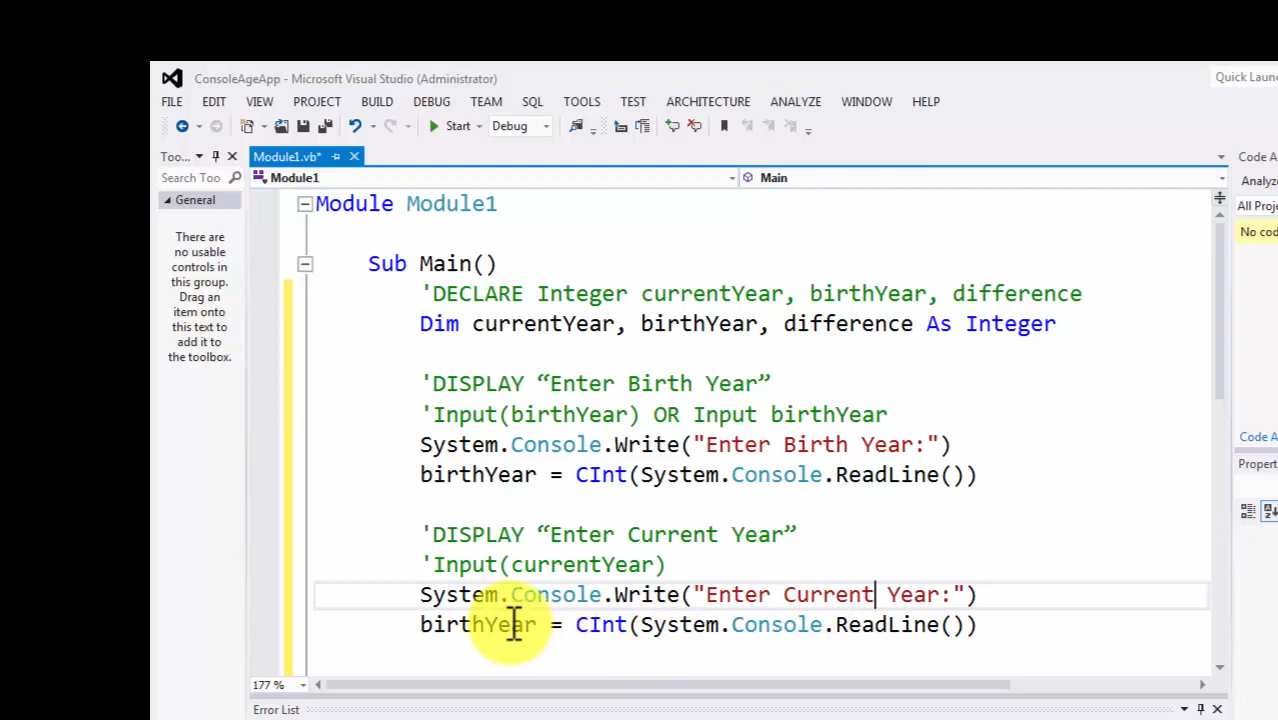 ConsoleAgeApp - Microsoft Visual Studio (Administrator)
Quick Laun
FILE EDIT VIEW PROJECT BUILD DEBUG TEAM SQL TOOLS TEST ARCHITECTURE ANALYZE WINDOW HELP
Start Debug
Too...
Module1.vb*
Code A
Search Too
Module1
Main
Analyze
General
All Proje
No cod
There are
no usable
controls in
this group.
Drag an
item onto
this text to
add it to
the toolbox.
Module Module1
Sub Main()
'DECLARE Integer currentYear, birthYear, difference
Dim currentYear, birthYear, difference As Integer
'DISPLAY “Enter Birth Year”
'Input(birthYear) OR Input birthYear
System.Console.Write("Enter Birth Year:")
birthYear = CInt(System.Console.ReadLine())
'DISPLAY “Enter Current Year”
'Input(currentYear)
System.Console.Write("Enter Current Year:")
birthYear = CInt(System.Console.ReadLine())
Code A
Propert
177 %
Error List